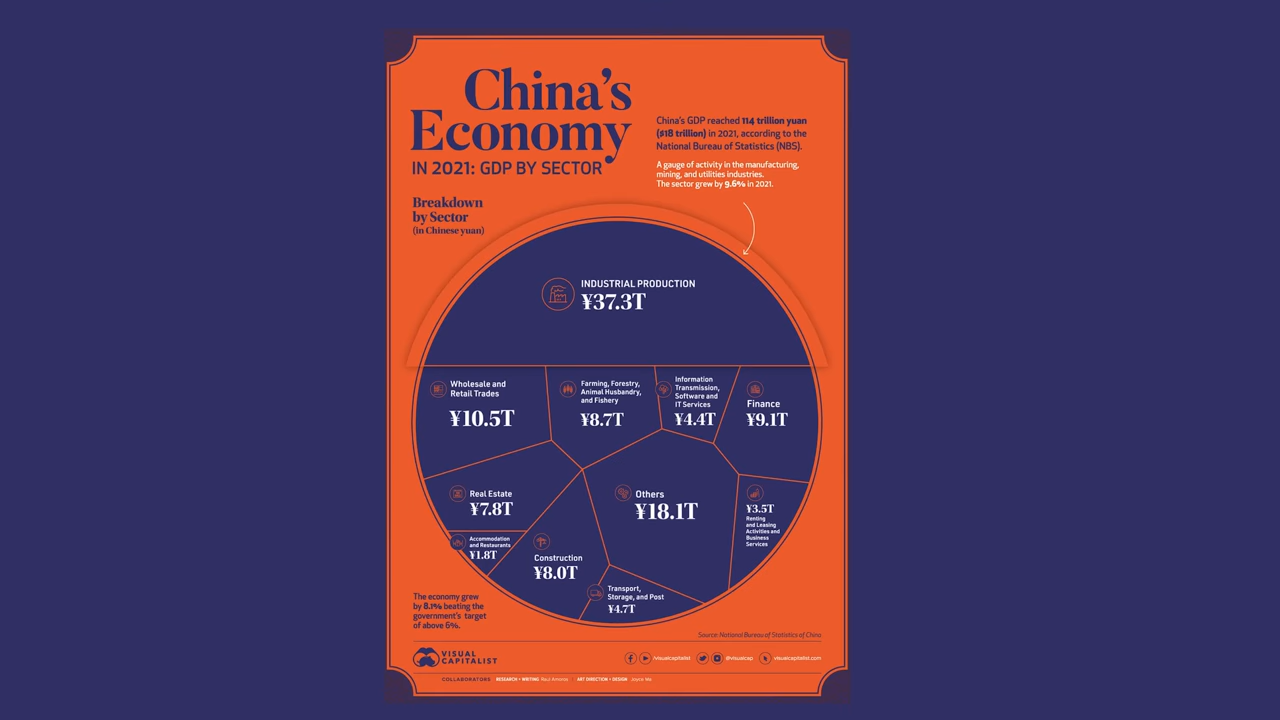 China's
Economy
IN 2021: GDP BY SECTOR
China's GDP reached 114 trillion yuan
($18 trillion) in 2021, according to the
National Bureau of Statistics (NBS).
A gauge of activity in the manufacturing,
mining, and utilities industries.
The sector grew by 9.6% in 2021.
Breakdown
by Sector
(in Chinese yuan)
INDUSTRIAL PRODUCTION
¥37.3T
Wholesale and
Retail Trades
¥10.5T
Farming, Forestry,
Animal Husbandry,
and Fishery
¥8.7T
Information
Transmission,
Software and
IT Services
¥4.4T
Finance
¥9.1T
Real Estate
¥7.8T
Others
¥18.1T
¥3.5T
Renting
and Leasing
Activities and
Business
Services
Accommodation
and Restaurants
¥1.8T
Construction
¥8.0T
Transport,
Storage, and Post
¥4.7T
The economy grew
by 8.1% beating the
government's target
of above 6%.
Source: National Bureau of Statistics of China
VISUAL
CAPITALIST
/visualcapitalist @visualcap visualcapitalist.com
COLLABORATORS RESEARCH + WRITING Raul Amoros ART DIRECTION + DESIGN Joyce Ma